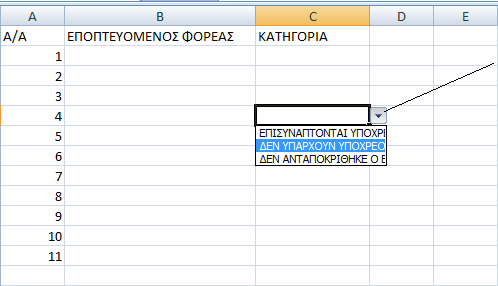 A B C D E
Α/Α ΕΠΟΠΤΕΥΟΜΕΝΟΣ ΦΟΡΕΑΣ ΚΑΤΗΓΟΡΙΑ
1
2
3
4
ΕΠΙΣΥΝΑΠΤΟΝΤΑΙ ΥΠΟΧΡΙ
5
ΔΕΝ ΥΠΑΡΧΟΥΝ ΥΠΟΧΡΕΟ
6
ΔΕΝ ΑΝΤΑΠΟΚΡΙΘΗΚΕ Ο Ε
7
8
9
10
11